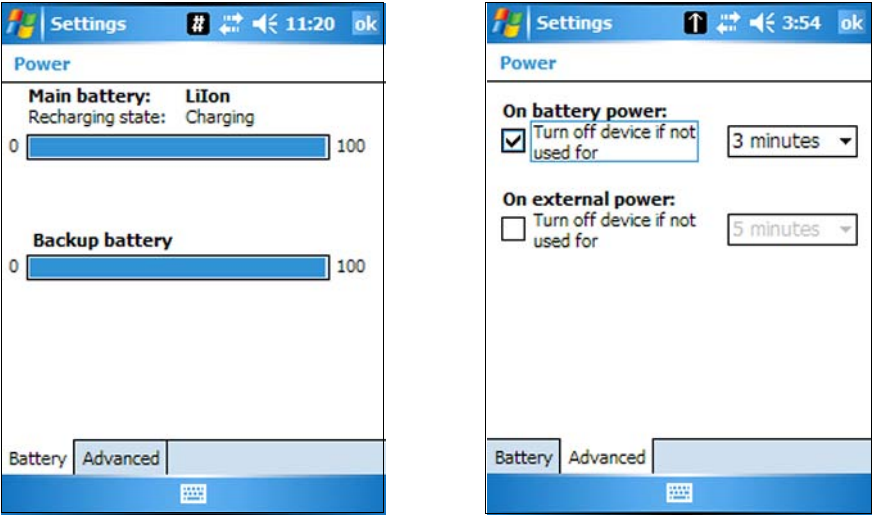 Settings # 11:20 ok
Power
Main battery: LiIon
Recharging state: Charging
0 100
Backup battery
0 100
Battery Advanced
Settings 3:54 ok
Power
On battery power:
Turn off device if not
used for
3 minutes
On external power:
Turn off device if not
used for
5 minutes
Battery Advanced